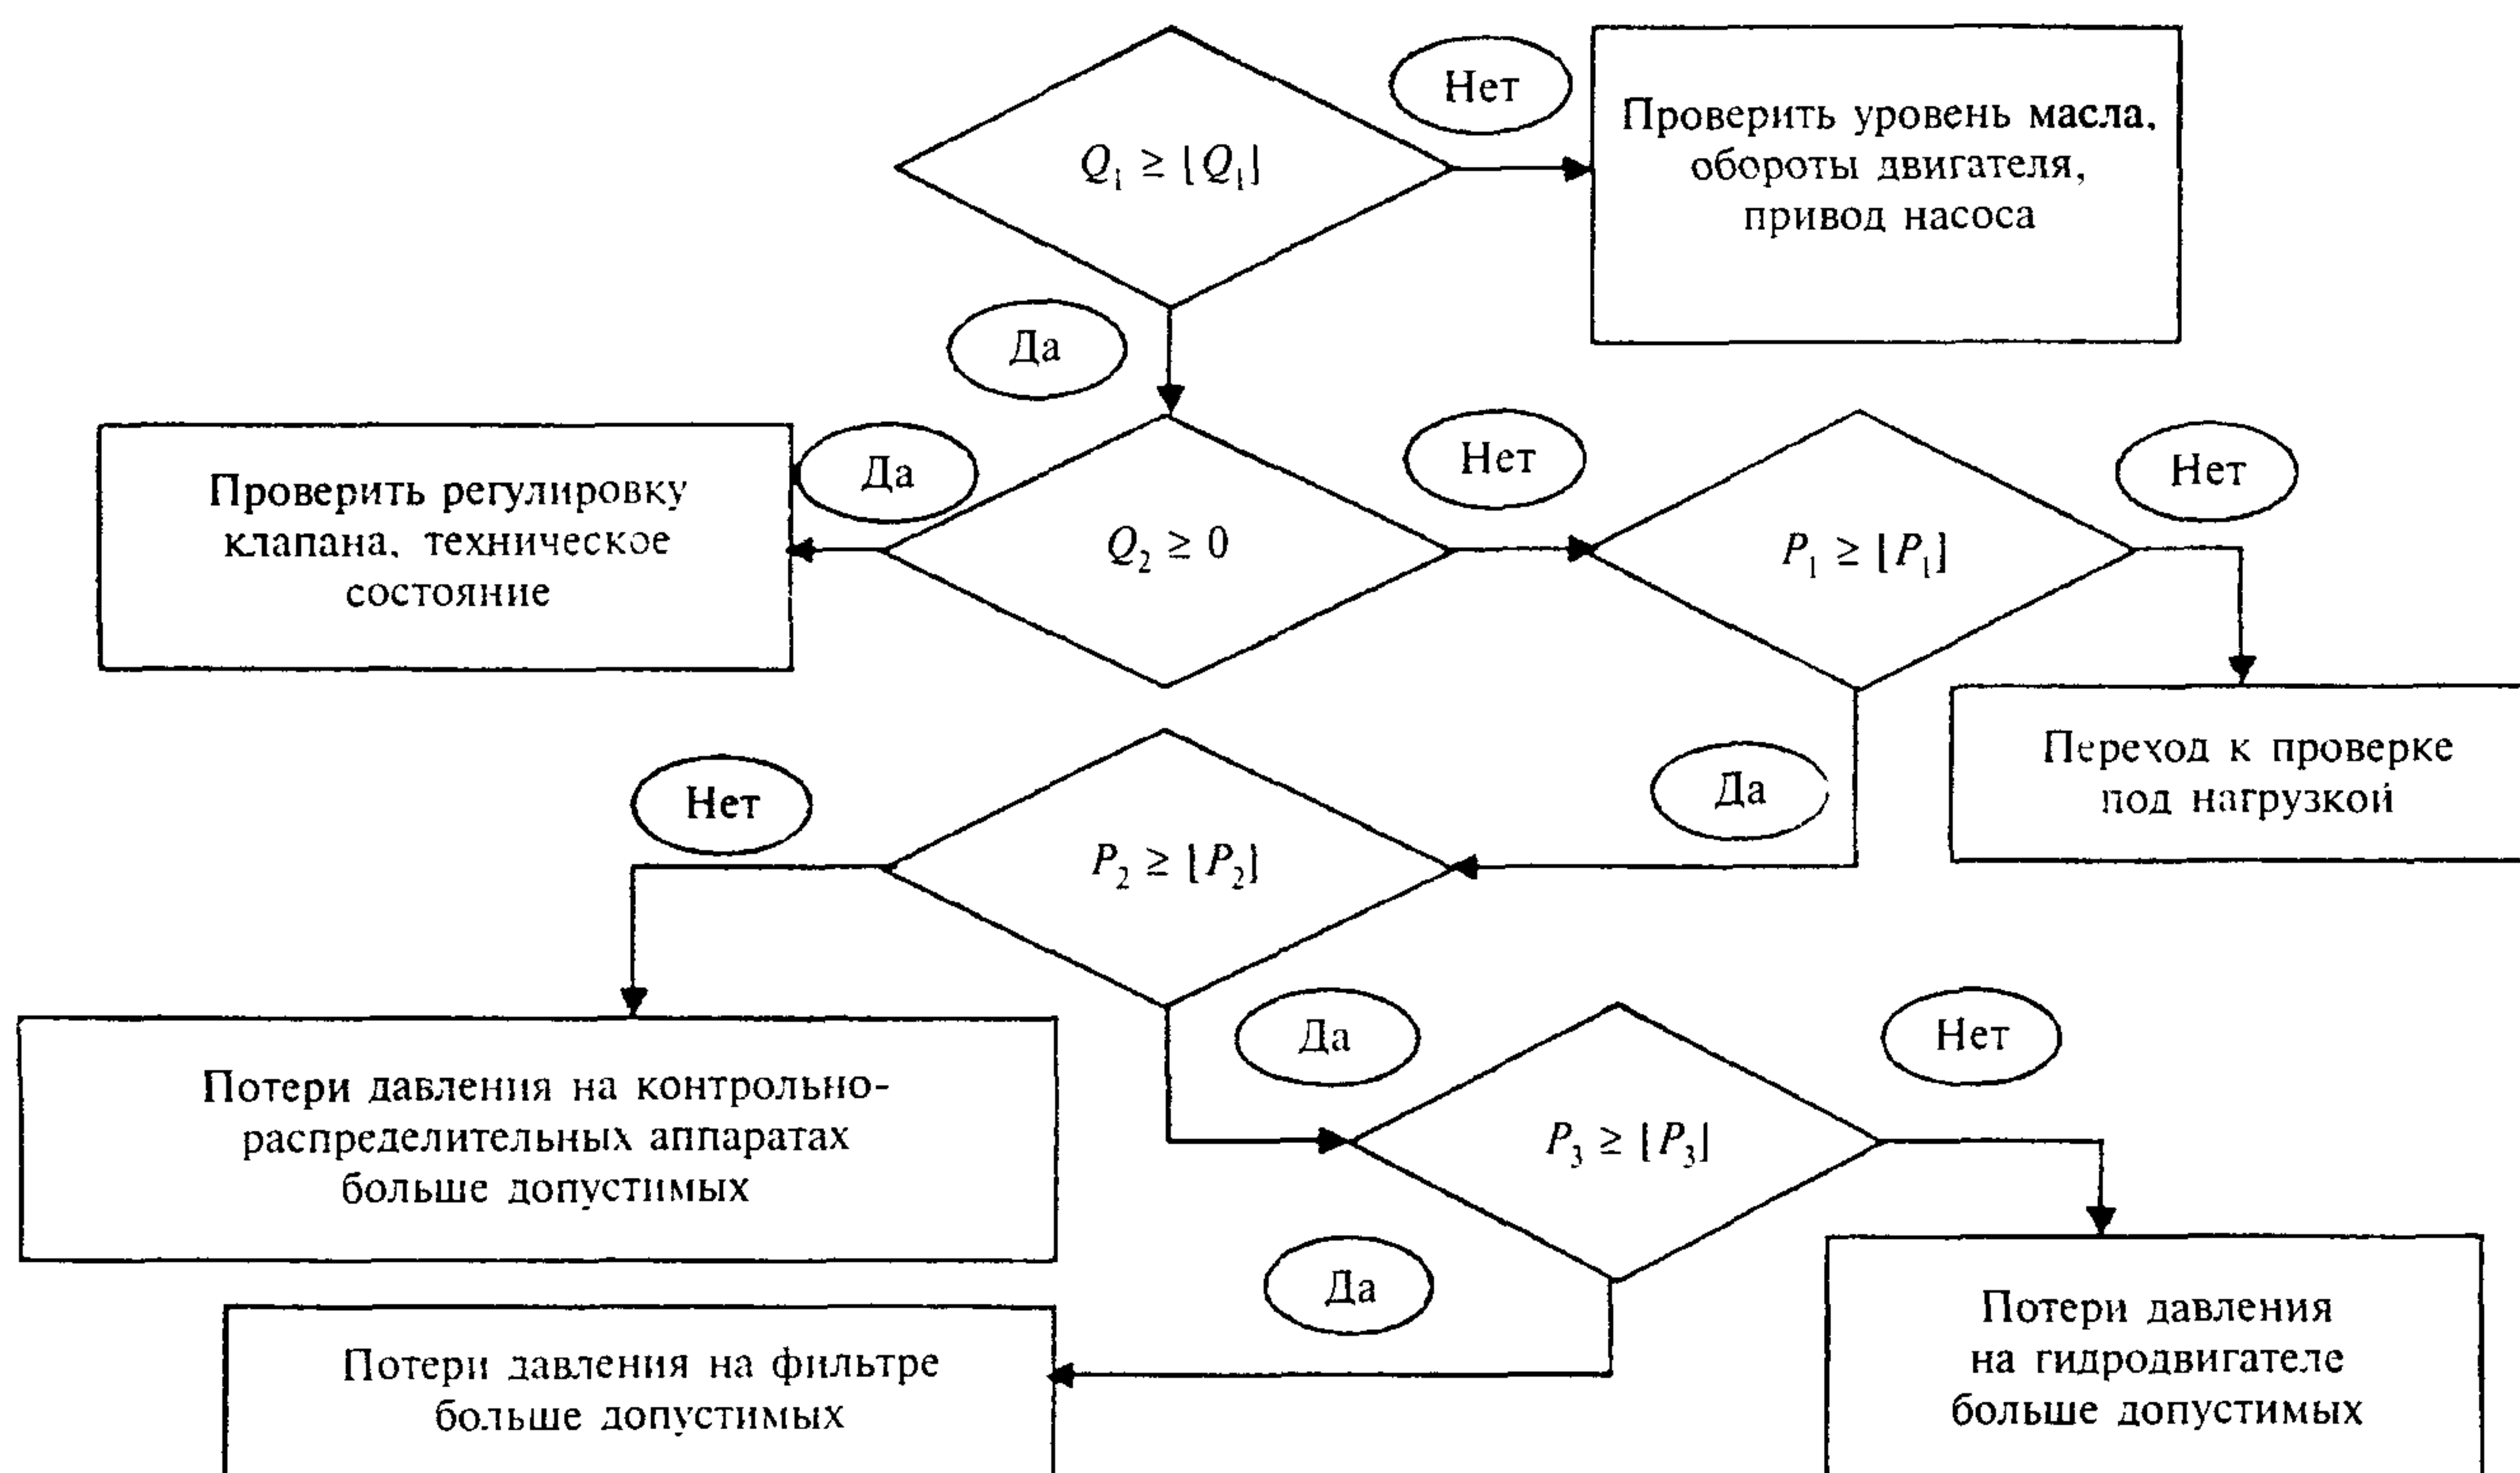 Q₁ ≥ [Q₁]
Нет
Проверить уровень масла,
обороты двигателя,
привод насоса
Да
Проверить регулировку
клапана, техническое
состояние
Да
Q₂ ≥ 0
Нет
P₁ ≥ [P₁]
Нет
Переход к проверке
под нагрузкой
Да
P₂ ≥ [P₂]
Нет
Потери давления на контрольно-
распределительных аппаратах
больше допустимых
Да
P₃ ≥ [P₃]
Нет
Потери давления
на гидродвигателе
больше допустимых
Да
Потери давления на фильтре
больше допустимых